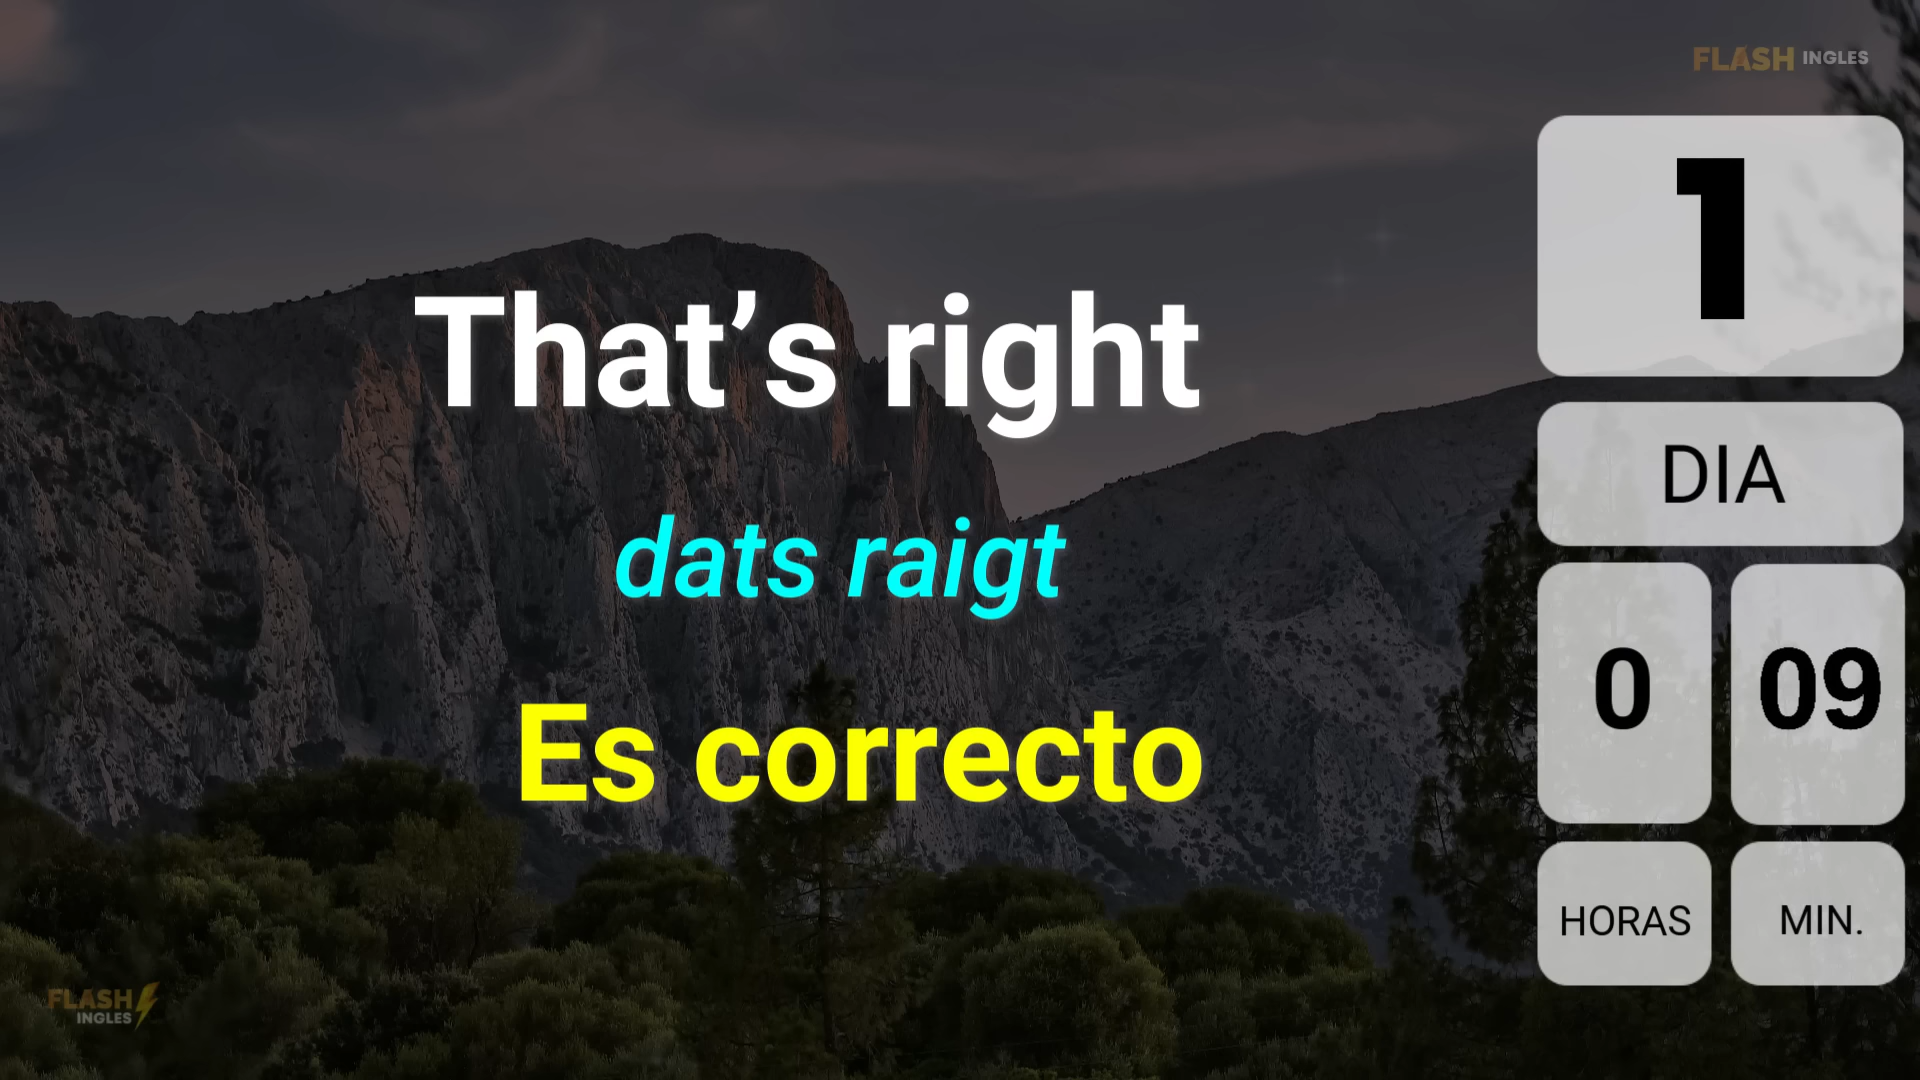 FLASH INGLES
That’s right
dats raigt
Es correcto
1
DIA
0 09
HORAS MIN.
FLASH
INGLES